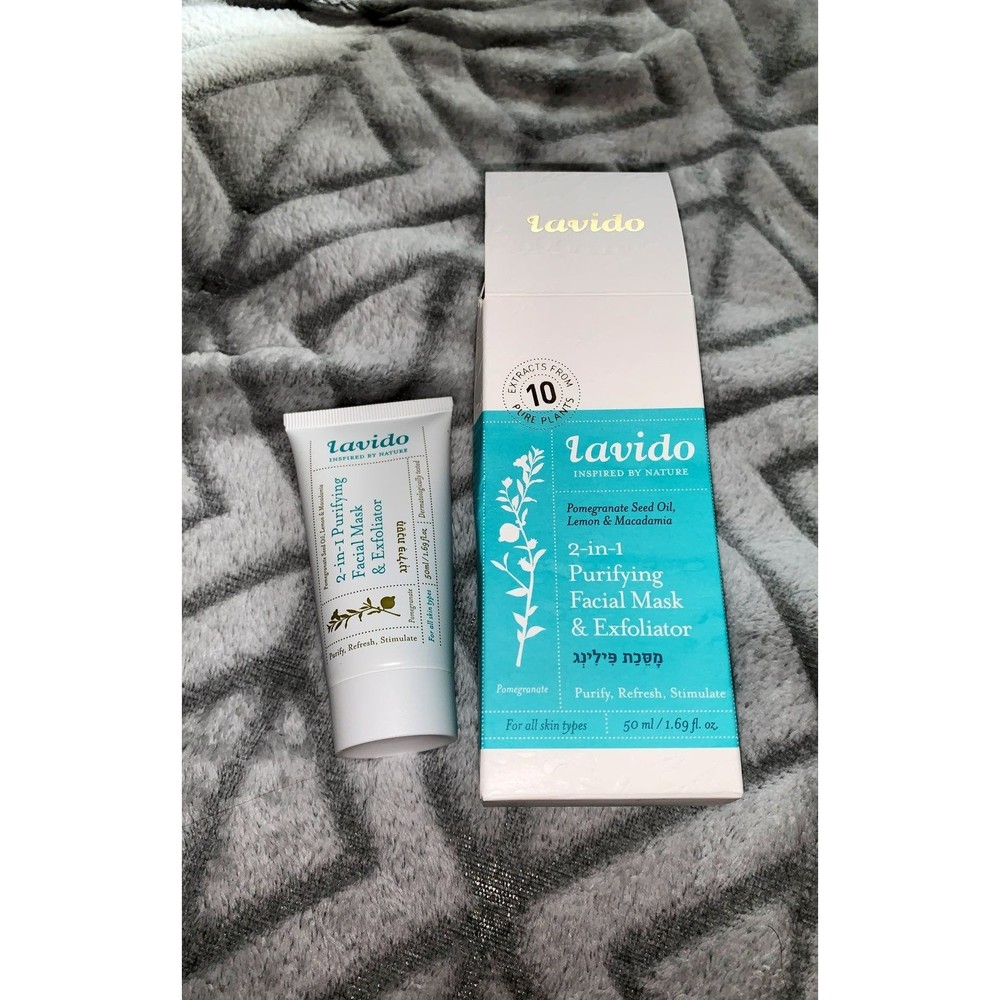 lavido
INSPIRED BY NATURE
Pomegranate Seed Oil, Lemon & Macadamia
2-in-1 Purifying
Facial Mask
& Exfoliator
מַסֵּכַת פִּילִינְג
50ml / 1.69fl.oz
Dermatologically tested
Pomegranate
For all skin types
Purify, Refresh, Stimulate
lavido
EXTRACTS FROM
10
PURE PLANTS
lavido
INSPIRED BY NATURE
Pomegranate Seed Oil,
Lemon & Macadamia
2-in-1
Purifying
Facial Mask
& Exfoliator
מַסֵּכַת פִּילִינְג
Pomegranate
Purify, Refresh, Stimulate
For all skin types
50 ml / 1.69 fl. oz.